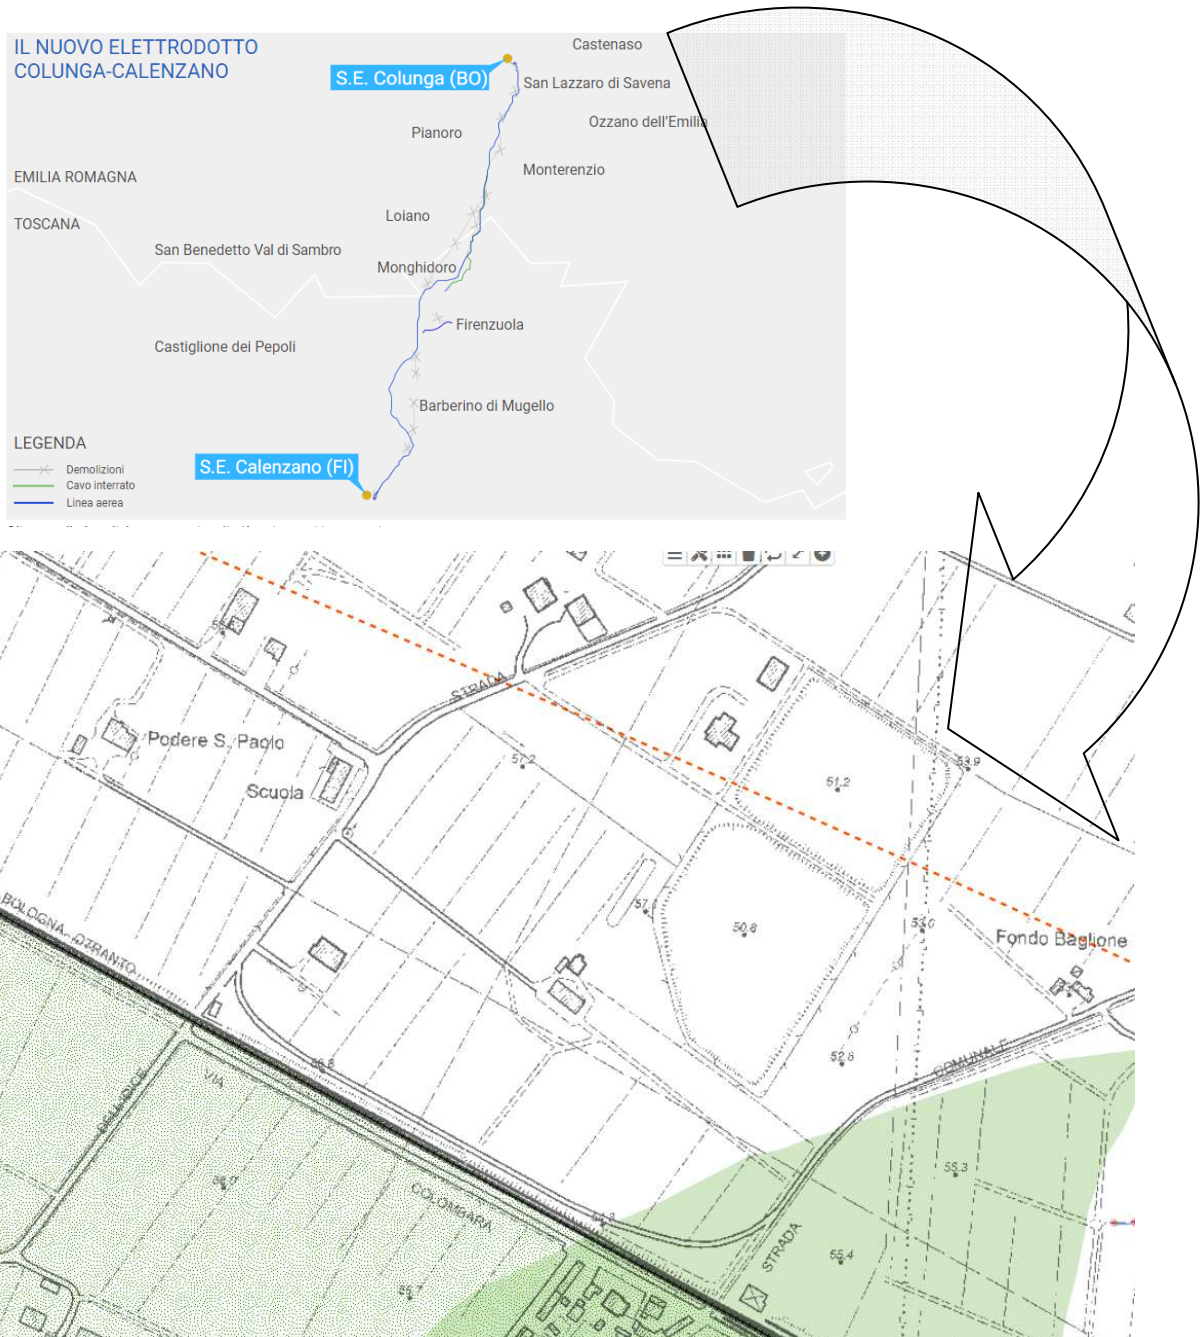 IL NUOVO ELETTRODOTTO
COLUNGA-CALENZANO
Castenaso
S.E. Colunga (BO)
San Lazzaro di Savena
Ozzano dell'Emilia
Pianoro
Monterenzio
EMILIA ROMAGNA
Loiano
TOSCANA
San Benedetto Val di Sambro
Monghidoro
Firenzuola
Castiglione dei Pepoli
Barberino di Mugello
LEGENDA
S.E. Calenzano (FI)
Demolizioni
Cavo interrato
Linea aerea
STRADA
Podere S. Paolo
57,2
53,9
51,2
Scuola
57,
50,8
53,0
BOLOGNA-OTRANTO
Fondo Baglione
52,8
COMUNALE
VIA
DELL'IDICE
55,3
COLOMBARA
STRADA
55,4